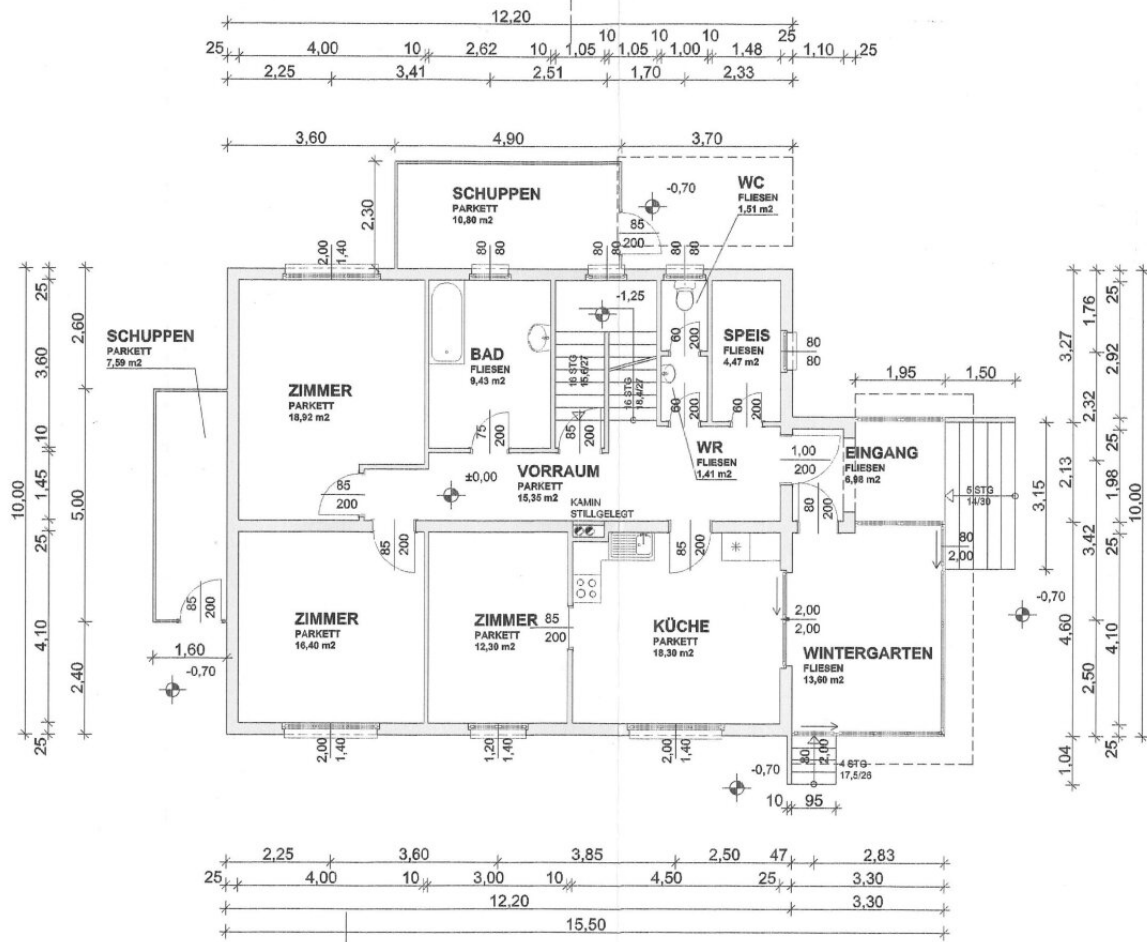 12,20
25 4,00 10 2,62 10 1,05 10 1,05 10 1,00 10 1,48 25 1,10 25
2,25 3,41 2,51 1,70 2,33
3,60 4,90 3,70
2,30
SCHUPPEN
PARKETT
10,80 m2
-0,70
85
200
WC
FLIESEN
1,51 m2
2,00
1,40
80
80
80
80
80
80
SCHUPPEN
PARKETT
7,59 m2
ZIMMER
PARKETT
18,92 m2
BAD
FLIESEN
9,43 m2
-1,25
16 STG
15,6/27
16 STG
18,4/27
60
200
SPEIS
FLIESEN
4,47 m2
80
80
75
200
85
200
60
200
60
200
WR
FLIESEN
1,41 m2
±0,00
VORRAUM
PARKETT
15,35 m2
KAMIN
STILLGELEGT
85
200
1,00
200
EINGANG
FLIESEN
6,98 m2
80
200
5 STG
14/30
1,95 1,50
3,15
80
2,00
-0,70
85
200
85
200
ZIMMER
PARKETT
16,40 m2
ZIMMER
PARKETT
12,30 m2
85
200
KÜCHE
PARKETT
18,30 m2
2,00
2,00
WINTERGARTEN
FLIESEN
13,60 m2
85
200
1,60
-0,70
2,00
1,40
1,20
1,40
2,00
1,40
-0,70
80
2,00
4 STG
17,5/26
10 95
10,00
25 3,60 10 1,45 25 4,10 25
2,60 5,00 2,40
3,27 2,13 4,60 1,04
1,76 2,32 3,42 2,50
25 2,92 25 1,98 25 4,10 25
10,00
2,25 3,60 3,85 2,50 47 2,83
25 4,00 10 3,00 10 4,50 25 3,30
12,20 3,30
15,50